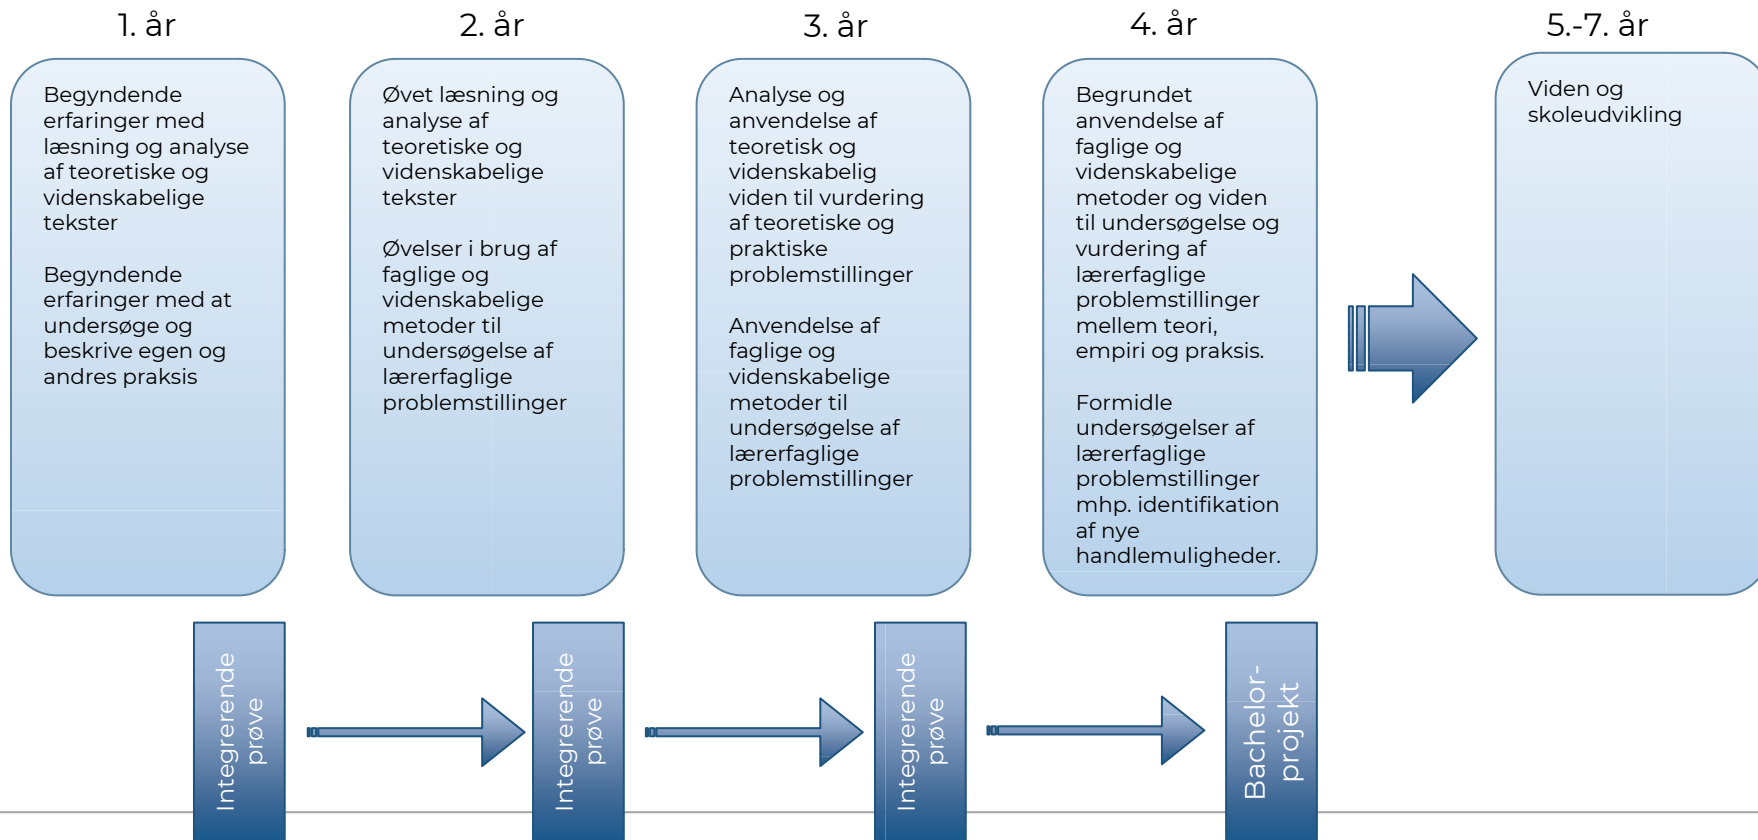 1. år
Begyndende
erfaringer med
læsning og analyse
af teoretiske og
videnskabelige
tekster
Begyndende
erfaringer med at
undersøge og
beskrive egen og
andres praksis
2. år
Øvet læsning og
analyse af
teoretiske og
videnskabelige
tekster
Øvelser i brug af
faglige og
videnskabelige
metoder til
undersøgelse af
lærerfaglige
problemstillinger
3. år
Analyse og
anvendelse af
teoretisk og
videnskabelig
viden til vurdering
af teoretiske og
praktiske
problemstillinger
Anvendelse af
faglige og
videnskabelige
metoder til
undersøgelse af
lærerfaglige
problemstillinger
4. år
Begrundet
anvendelse af
faglige og
videnskabelige
metoder og viden
til undersøgelse og
vurdering af
lærerfaglige
problemstillinger
mellem teori,
empiri og praksis.
Formidle
undersøgelser af
lærerfaglige
problemstillinger
mhp. identifikation
af nye
handlemuligheder.
5.-7. år
Viden og
skoleudvikling
Integrerende
prøve
Integrerende
prøve
Integrerende
prøve
Bachelor-
projekt